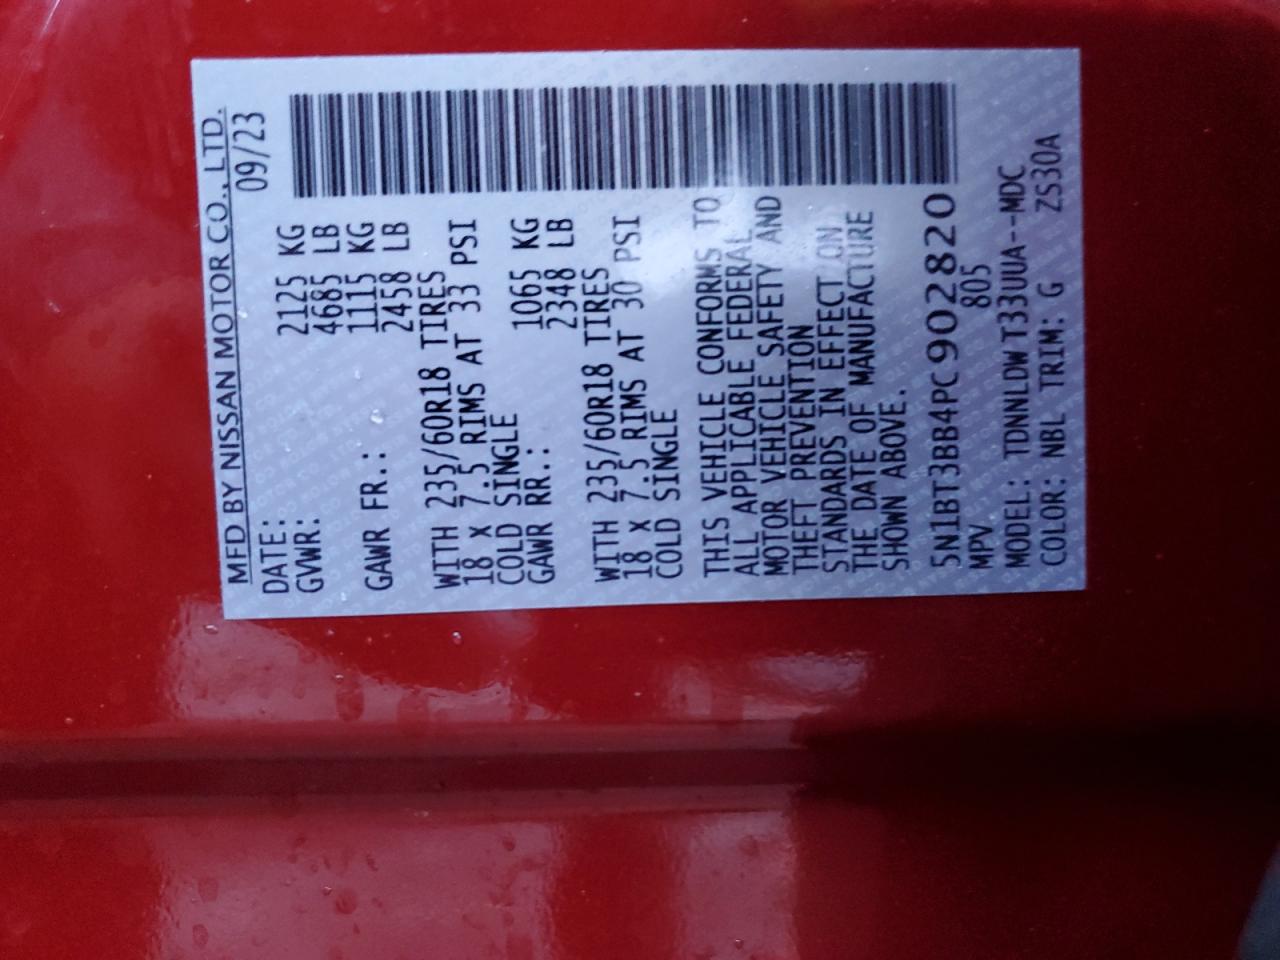 MFD BY NISSAN MOTOR CO., LTD.
DATE: 09/23
GVWR: 2125 KG
4685 LB
GAWR FR.: 1115 KG
2458 LB
WITH 235/60R18 TIRES
18 x 7.5 RIMS AT 33 PSI
COLD SINGLE
GAWR RR.: 1065 KG
2348 LB
WITH 235/60R18 TIRES
18 x 7.5 RIMS AT 30 PSI
COLD SINGLE
THIS VEHICLE CONFORMS TO
ALL APPLICABLE FEDERAL
MOTOR VEHICLE SAFETY AND
THEFT PREVENTION
STANDARDS IN EFFECT ON
THE DATE OF MANUFACTURE
SHOWN ABOVE.
5N1BT3BB4PC902820
MPV 805
MODEL: TDNNLDW T33UUA--MDC
COLOR: NBL TRIM: G ZS30A